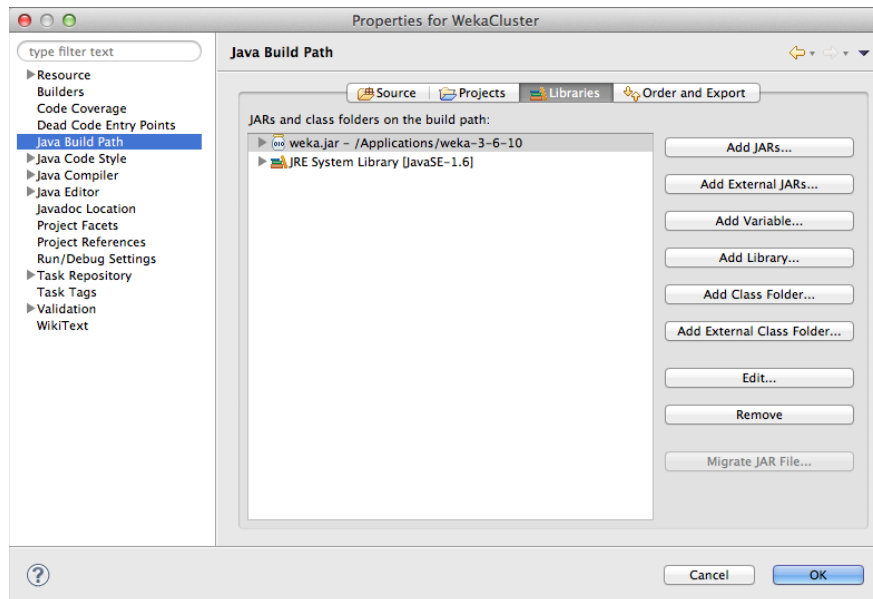 Properties for WekaCluster
type filter text
Resource
Builders
Code Coverage
Dead Code Entry Points
Java Build Path
Java Code Style
Java Compiler
Java Editor
Javadoc Location
Project Facets
Project References
Run/Debug Settings
Task Repository
Task Tags
Validation
WikiText
Java Build Path
Source
Projects
Libraries
Order and Export
JARs and class folders on the build path:
weka.jar - /Applications/weka-3-6-10
JRE System Library [JavaSE-1.6]
Add JARs...
Add External JARs...
Add Variable...
Add Library...
Add Class Folder...
Add External Class Folder...
Edit...
Remove
Migrate JAR File...
?
Cancel
OK